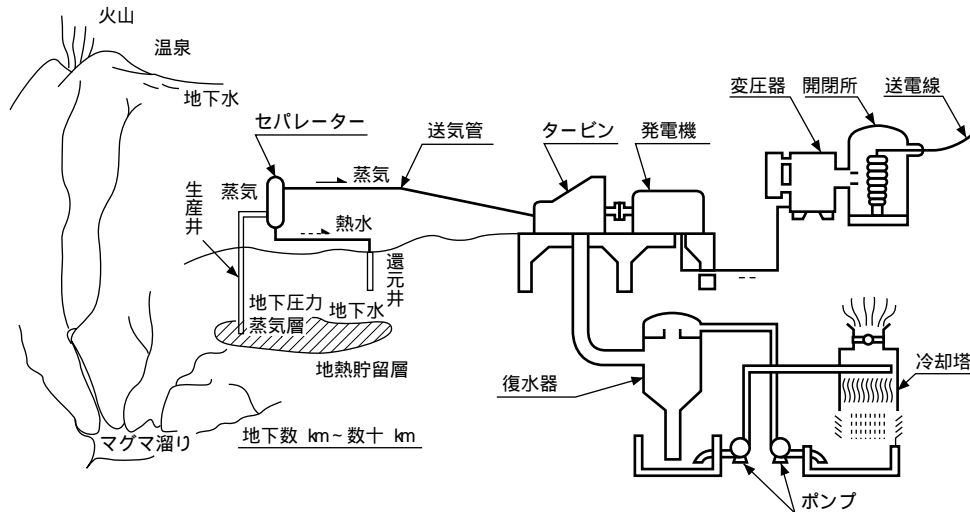 火山
温泉
地下水
セパレーター
送気管
タービン
発電機
変圧器
開閉所
送電線
蒸気
蒸気
熱水
生産井
還元井
地下圧力
蒸気層
地下水
地熱貯留層
マグマ溜り
地下数 km~数十 km
復水器
冷却塔
ポンプ